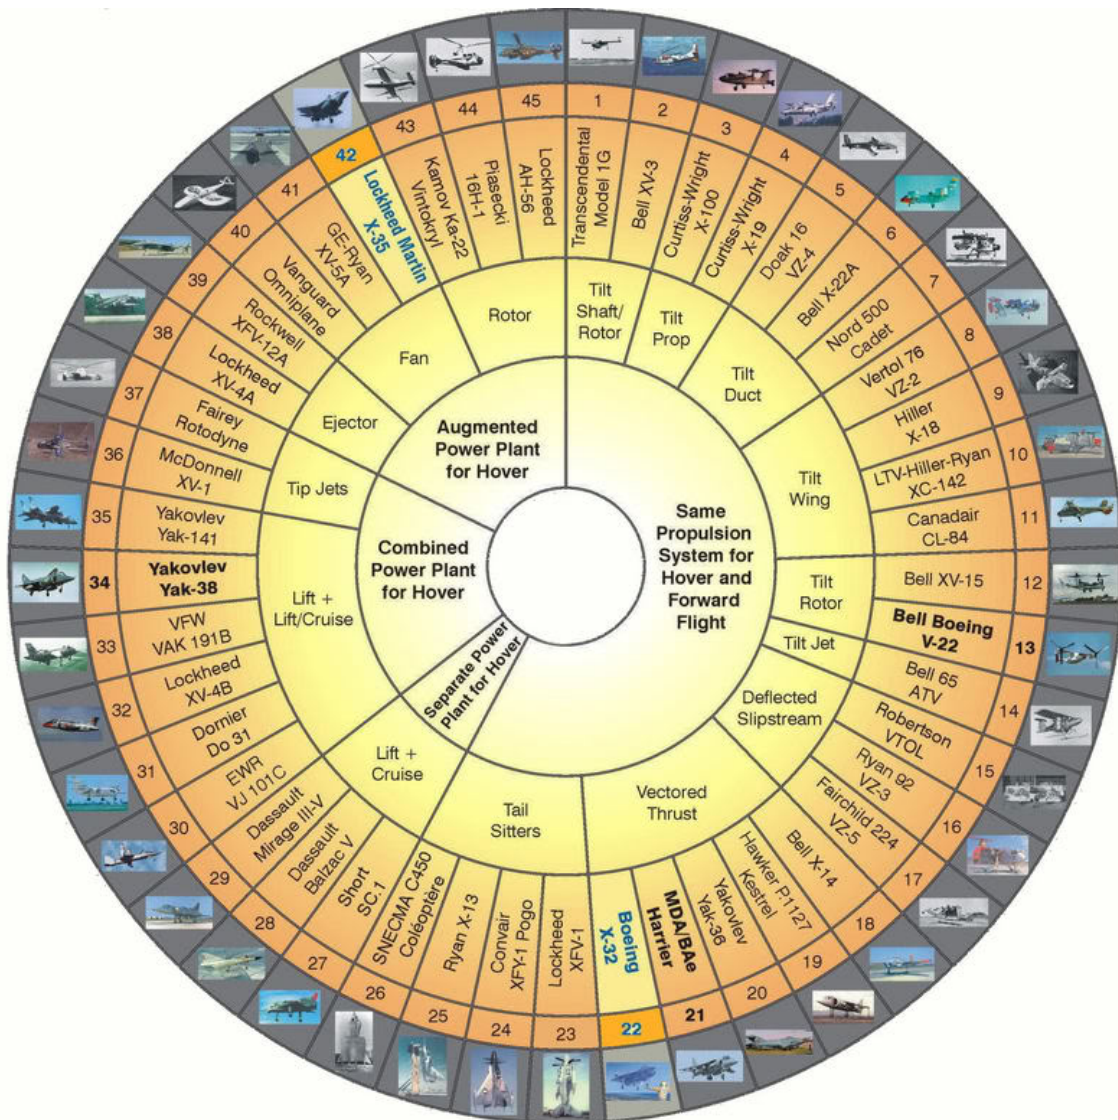 1
Transcendental
Model 1G
2
Bell XV-3
3
Curtiss-Wright
X-100
4
Curtiss-Wright
X-19
5
Doak 16
VZ-4
6
Bell X-22A
7
Nord 500
Cadet
8
Vertol 76
VZ-2
9
Hiller
X-18
10
LTV-Hiller-Ryan
XC-142
11
Canadair
CL-84
12
Bell XV-15
13
Bell Boeing
V-22
14
Bell 65
ATV
15
Robertson
VTOL
16
Ryan 92
VZ-3
17
Fairchild 224
VZ-5
18
Bell X-14
19
Hawker P.1127
Kestrel
20
Yakovlev
Yak-36
21
MDA/BAe
Harrier
22
Boeing
X-32
23
Lockheed
XFV-1
24
Convair
XFY-1 Pogo
25
Ryan X-13
26
SNECMA C450
Coléoptère
27
Short
SC.1
28
Dassault
Balzac V
29
Dassault
Mirage III-V
30
EWR
VJ 101C
31
Dornier
Do 31
32
Lockheed
XV-4B
33
VFW
VAK 191B
34
Yakovlev
Yak-38
35
Yakovlev
Yak-141
36
McDonnell
XV-1
37
Fairey
Rotodyne
38
Lockheed
XV-4A
39
Rockwell
XFV-12A
40
Vanguard
Omniplane
41
GE-Ryan
XV-5A
42
Lockheed Martin
X-35
43
Kamov Ka-22
Vintokryl
44
Piasecki
16H-1
45
Lockheed
AH-56
Tilt
Shaft/
Rotor
Tilt
Prop
Tilt
Duct
Tilt
Wing
Tilt
Rotor
Tilt Jet
Deflected
Slipstream
Vectored
Thrust
Tail
Sitters
Lift +
Cruise
Lift +
Lift/Cruise
Tip Jets
Ejector
Fan
Rotor
Same
Propulsion
System for
Hover and
Forward
Flight
Separate Power
Plant for Hover
Combined
Power Plant
for Hover
Augmented
Power Plant
for Hover